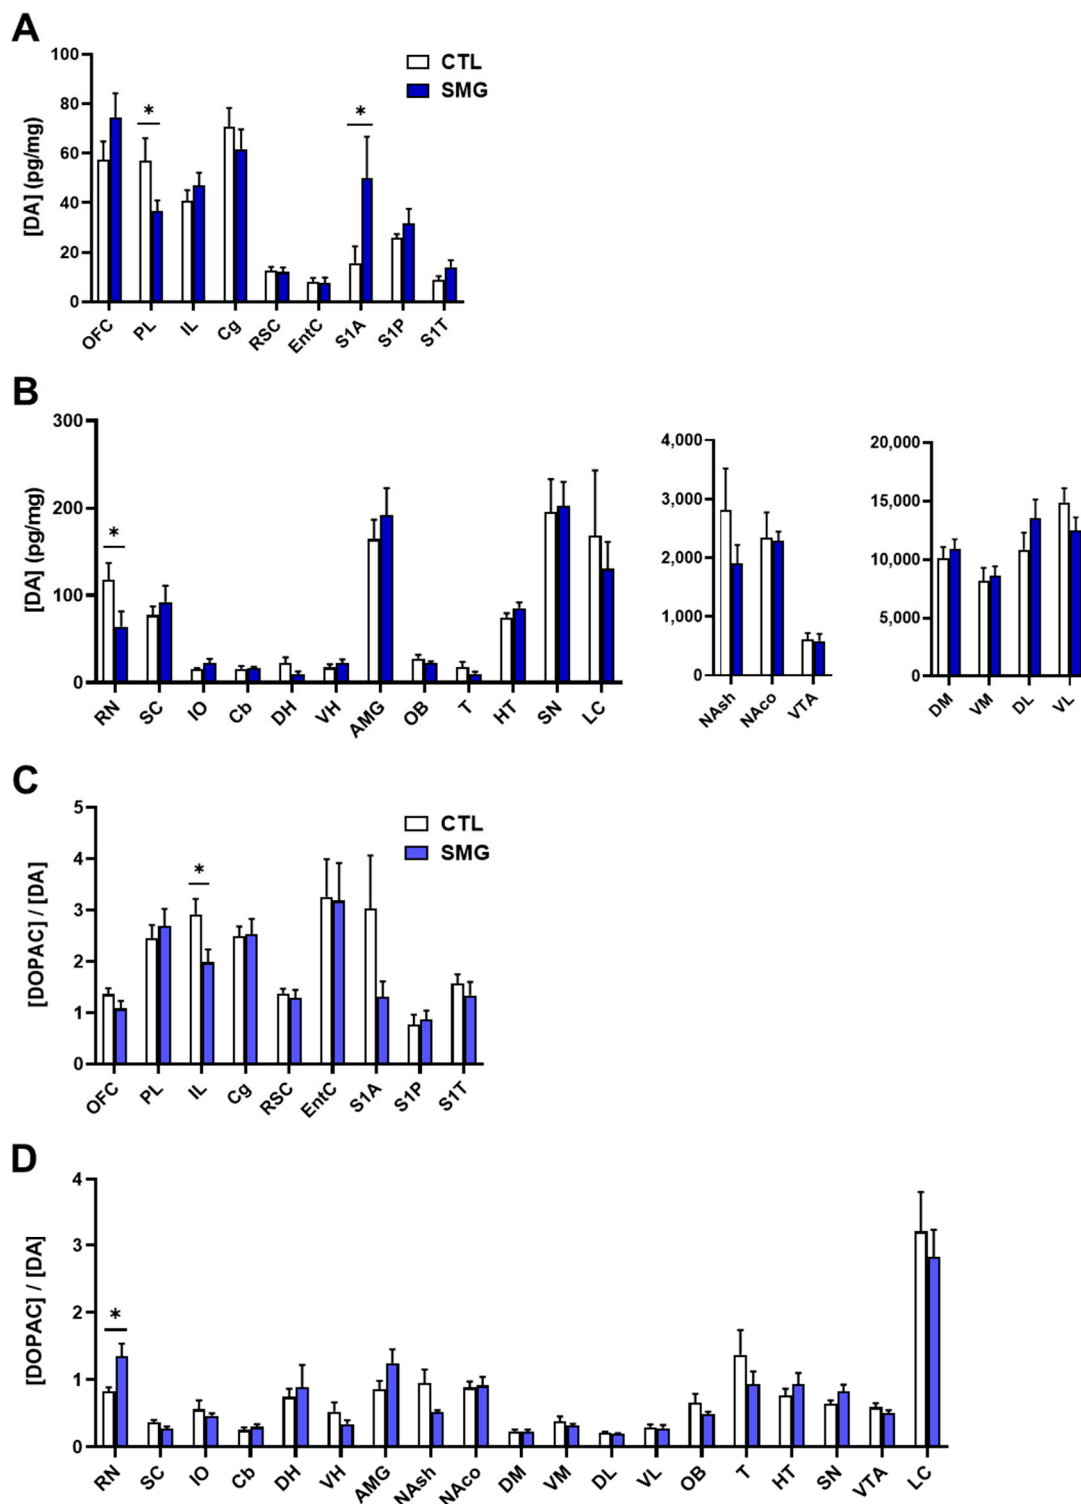 A
100
80
60
40
20
0
[DA] (pg/mg)
CTL
SMG
*
*
OFC PL IL Cg RSC EntC S1A S1P S1T
B
300
200
100
0
[DA] (pg/mg)
*
RN SC IO Cb DH VH AMG OB T HT SN LC
4,000
3,000
2,000
1,000
0
NAsh NAco VTA
20,000
15,000
10,000
5,000
0
DM VM DL VL
C
5
4
3
2
1
0
[DOPAC] / [DA]
CTL
SMG
*
OFC PL IL Cg RSC EntC S1A S1P S1T
D
4
3
2
1
0
[DOPAC] / [DA]
*
RN SC IO Cb DH VH AMG NAsh NAco DM VM DL VL OB T HT SN VTA LC